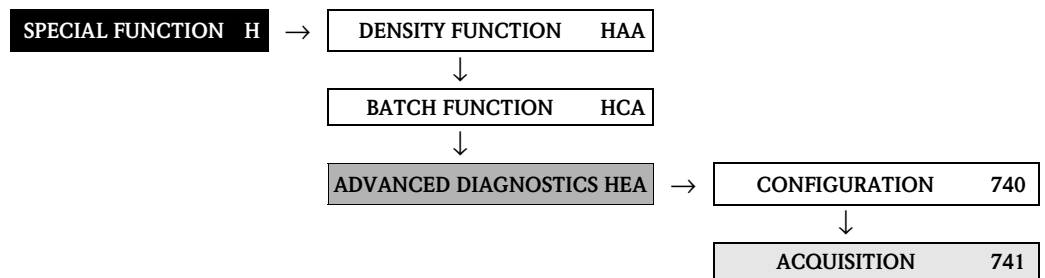 SPECIAL FUNCTION H → DENSITY FUNCTION HAA
↓
BATCH FUNCTION HCA
↓
ADVANCED DIAGNOSTICS HEA → CONFIGURATION 740
↓
ACQUISITION 741